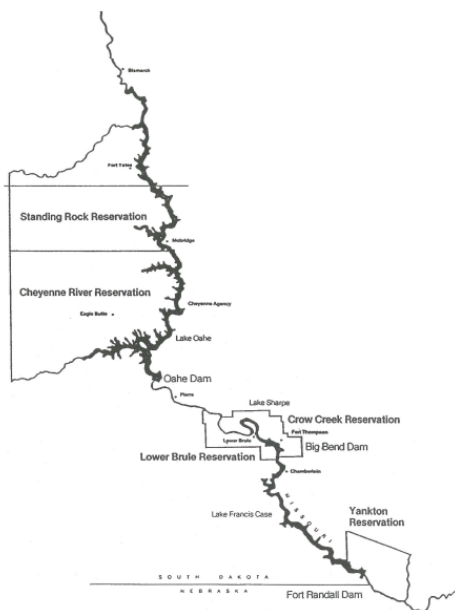 Bismarck
Fort Yates
Standing Rock Reservation
Mobridge
Cheyenne River Reservation
Cheyenne Agency
Eagle Butte
Lake Oahe
Oahe Dam
Pierre
Lake Sharpe
Crow Creek Reservation
Fort Thompson
Lower Brule
Big Bend Dam
Lower Brule Reservation
Chamberlain
MISSOURI
Lake Francis Case
Yankton
Reservation
SOUTH DAKOTA
NEBRASKA
Fort Randall Dam